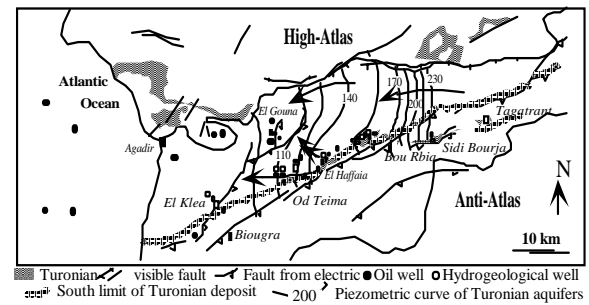 High-Atlas
Atlantic
Ocean
170
230
140
200
El Gouna
Tagatrant
Agadir
110
Sidi Bourja
Bou Rbia
El Haffaia
Anti-Atlas
N
El Klea
Od Teima
Biougra
10 km
Turonian visible fault Fault from electric Oil well Hydrogeological well
South limit of Turonian deposit 200 Piezometric curve of Turonian aquifers